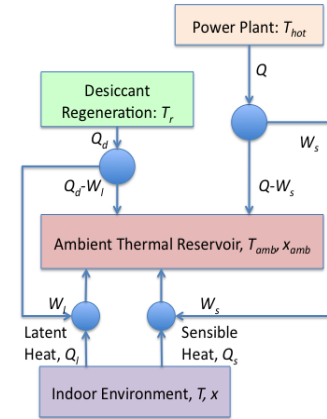 Power Plant: T_hot
Q
Desiccant
Regeneration: T_r
Q_d
W_s
Q_d-W_l
Q-W_s
Ambient Thermal Reservoir, T_amb, x_amb
W_l
W_s
Latent
Heat, Q_l
Sensible
Heat, Q_s
Indoor Environment, T, x